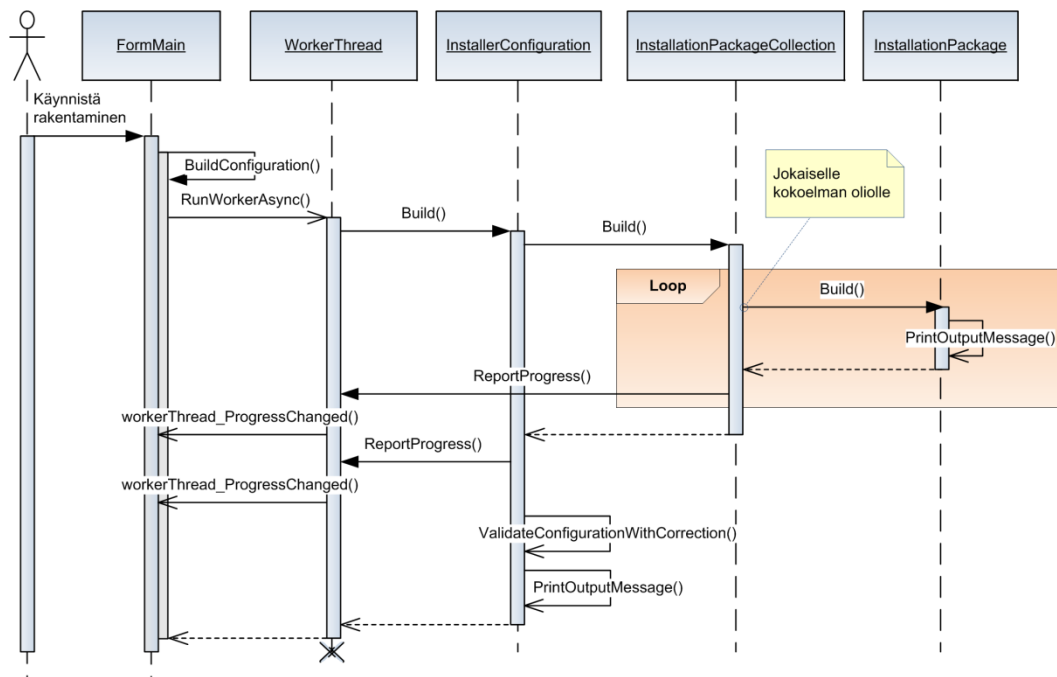 FormMain
WorkerThread
InstallerConfiguration
InstallationPackageCollection
InstallationPackage
Käynnistä
rakentaminen
BuildConfiguration()
RunWorkerAsync()
Build()
Build()
Jokaiselle
kokoelman oliolle
Loop
Build()
PrintOutputMessage()
ReportProgress()
workerThread_ProgressChanged()
ReportProgress()
workerThread_ProgressChanged()
ValidateConfigurationWithCorrection()
PrintOutputMessage()